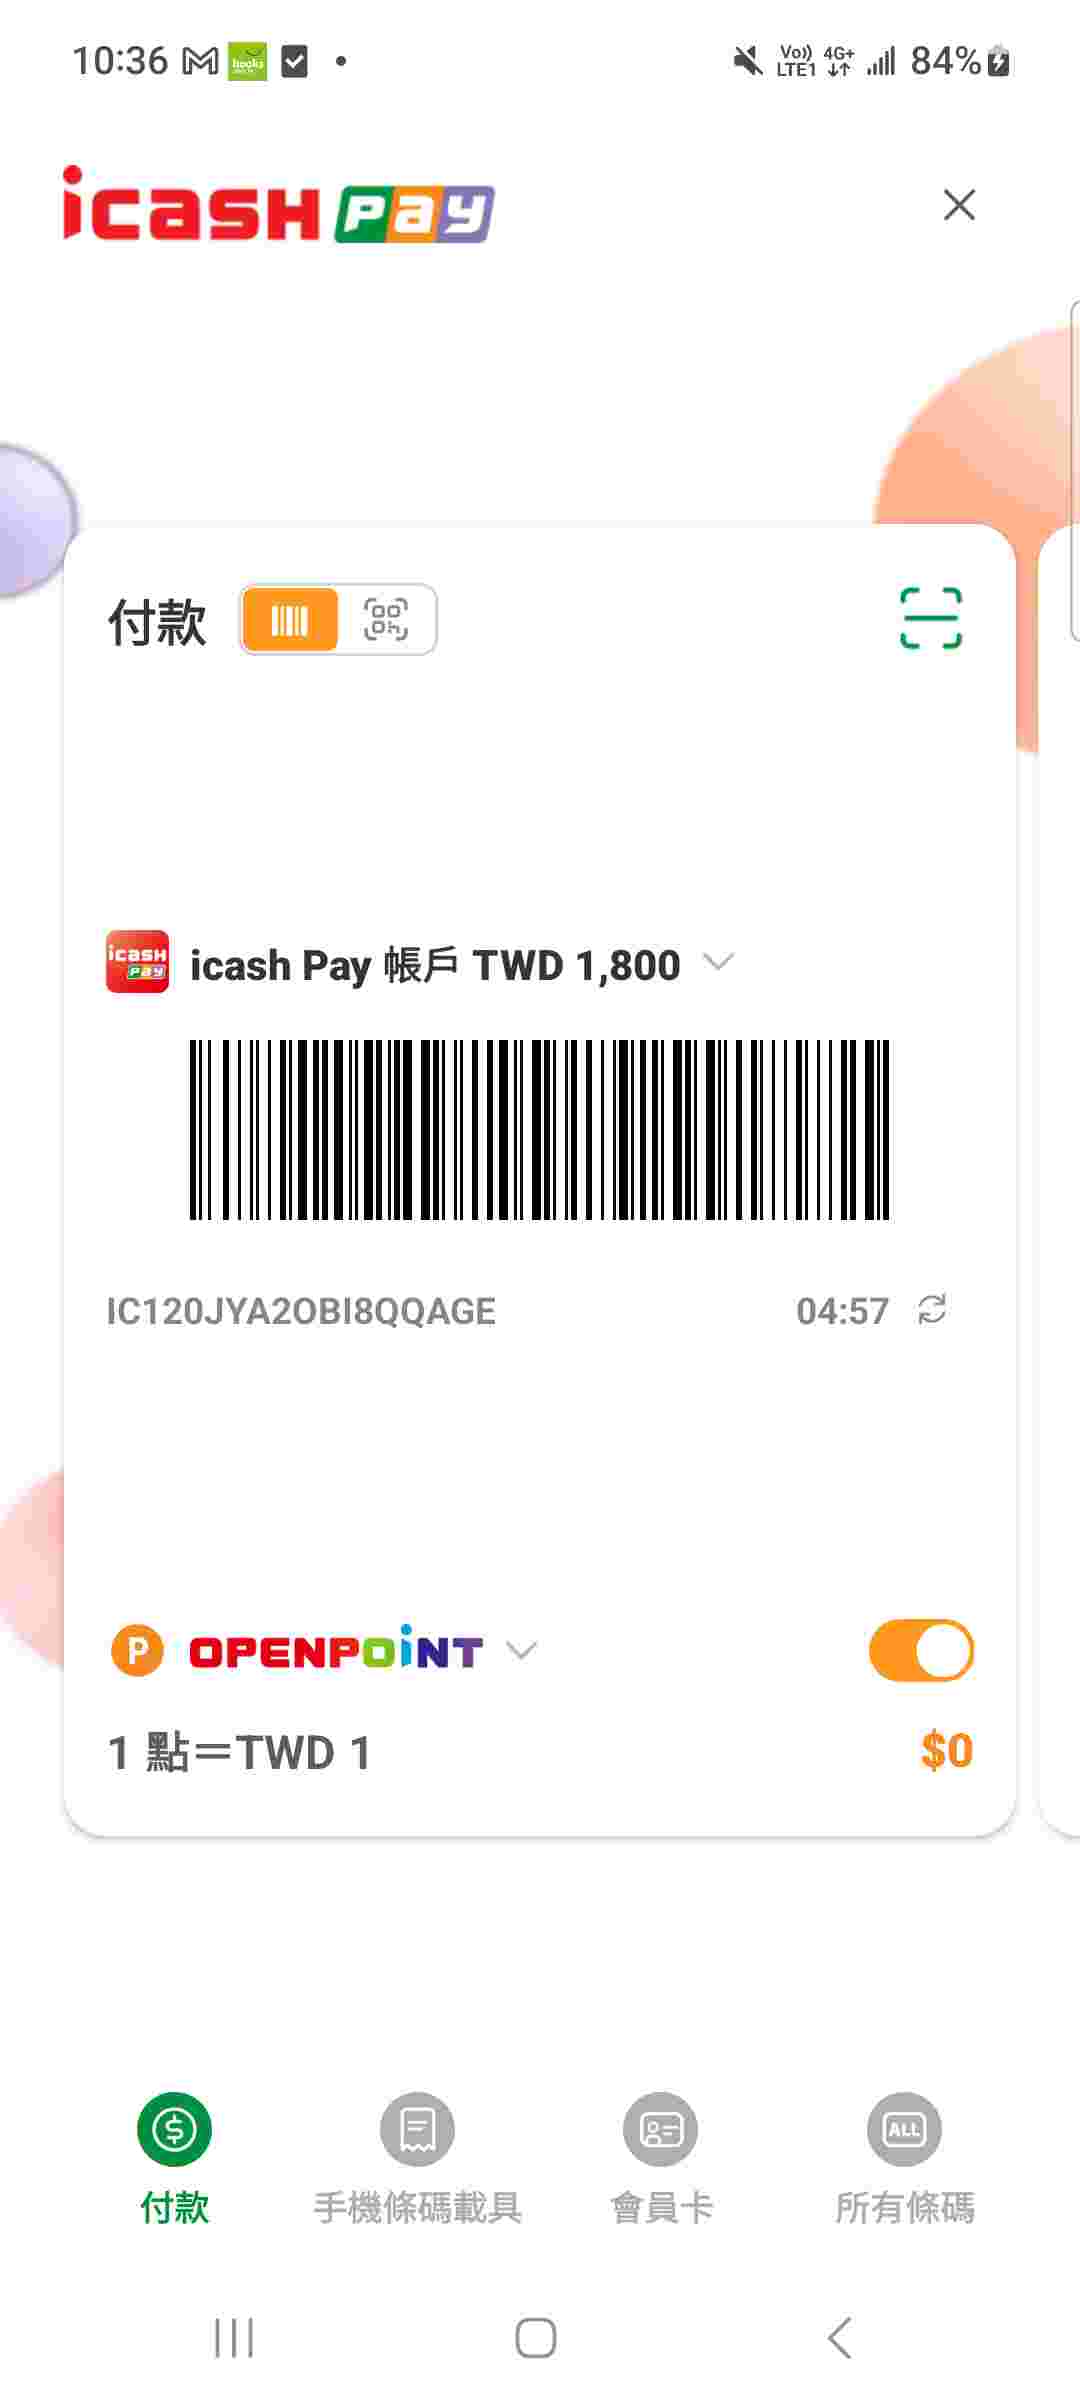 10:36
books
Vo))
LTE1
4G+
84%
icash Pay
付款
icash Pay
icash Pay 帳戶 TWD 1,800
IC120JYA2OBI8QQAGE
04:57
P OPENPOINT
1 點=TWD 1
$0
ALL
付款
手機條碼載具
會員卡
所有條碼